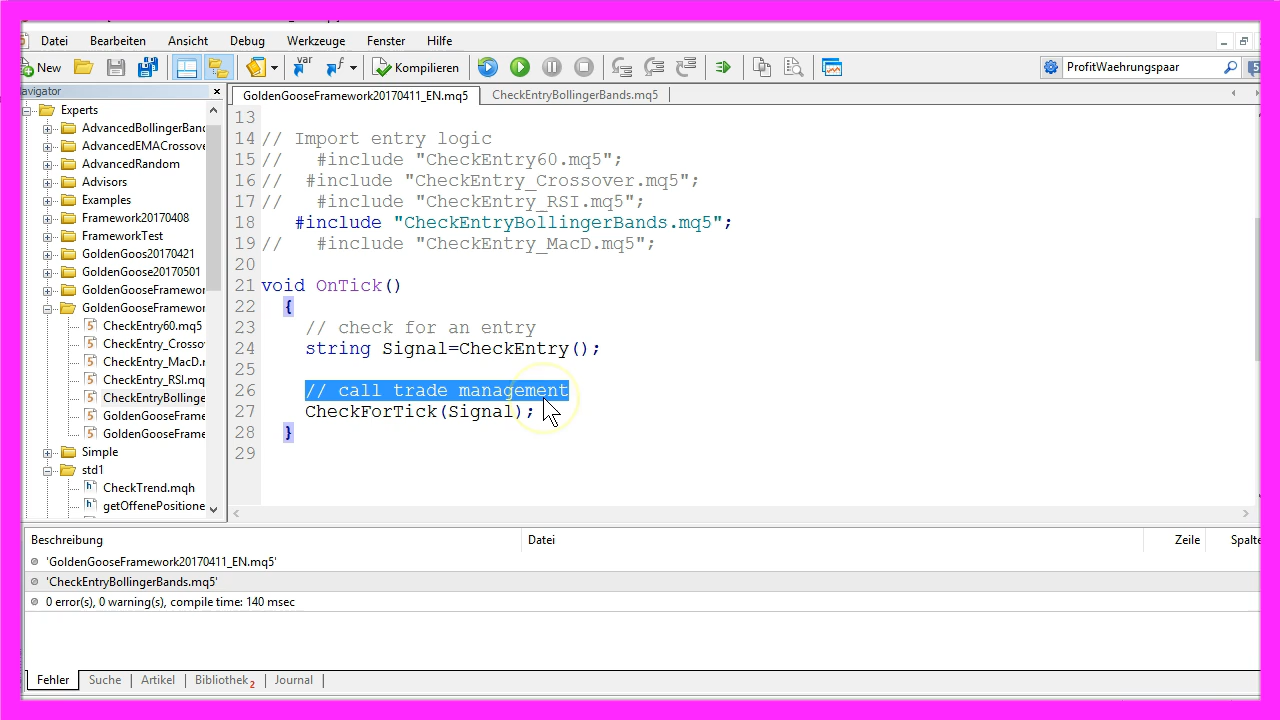 Datei Bearbeiten Ansicht Debug Werkzeuge Fenster Hilfe
New var f Kompilieren ProfitWaehrungspaar 5
avigator GoldenGooseFramework20170411_EN.mq5 CheckEntryBollingerBands.mq5
Experts
AdvancedBollingerBand
AdvancedEMACrossove
AdvancedRandom
Advisors
Examples
Framework20170408
FrameworkTest
GoldenGoos20170421
GoldenGoose20170501
GoldenGooseFramewor
GoldenGooseFramewor
CheckEntry60.mq5
CheckEntry_Crosso
CheckEntry_MacD.r
CheckEntry_RSI.mq
CheckEntryBollinge
GoldenGooseFrame
GoldenGooseFrame
Simple
std1
CheckTrend.mqh
getOffenePositione
13
14 // Import entry logic
15 //   #include "CheckEntry60.mq5";
16 //  #include "CheckEntry_Crossover.mq5";
17 //   #include "CheckEntry_RSI.mq5";
18    #include "CheckEntryBollingerBands.mq5";
19 //   #include "CheckEntry_MacD.mq5";
20
21 void OnTick()
22   {
23     // check for an entry
24     string Signal=CheckEntry();
25
26     // call trade management
27     CheckForTick(Signal);
28   }
29
Beschreibung Datei Zeile Spalte
'GoldenGooseFramework20170411_EN.mq5'
'CheckEntryBollingerBands.mq5'
0 error(s), 0 warning(s), compile time: 140 msec
Fehler Suche Artikel Bibliothek 2 Journal